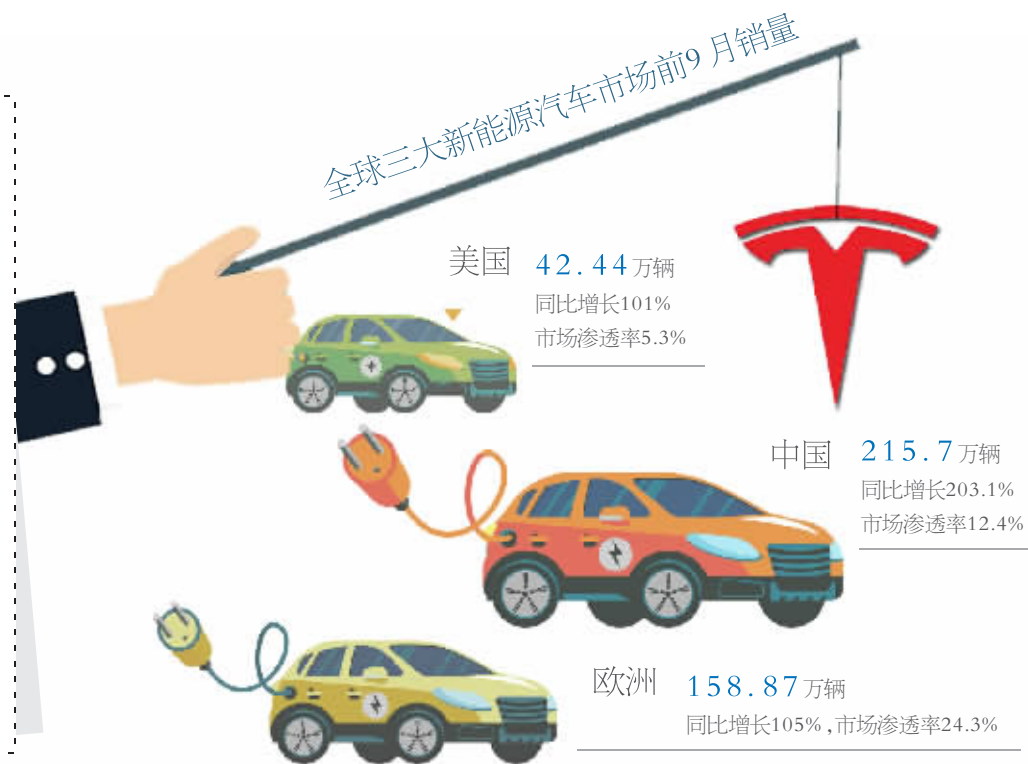 全球三大新能源汽车市场前9月销量
美国 42.44万辆
同比增长101%
市场渗透率5.3%
中国 215.7万辆
同比增长203.1%
市场渗透率12.4%
欧洲 158.87万辆
同比增长105%,市场渗透率24.3%